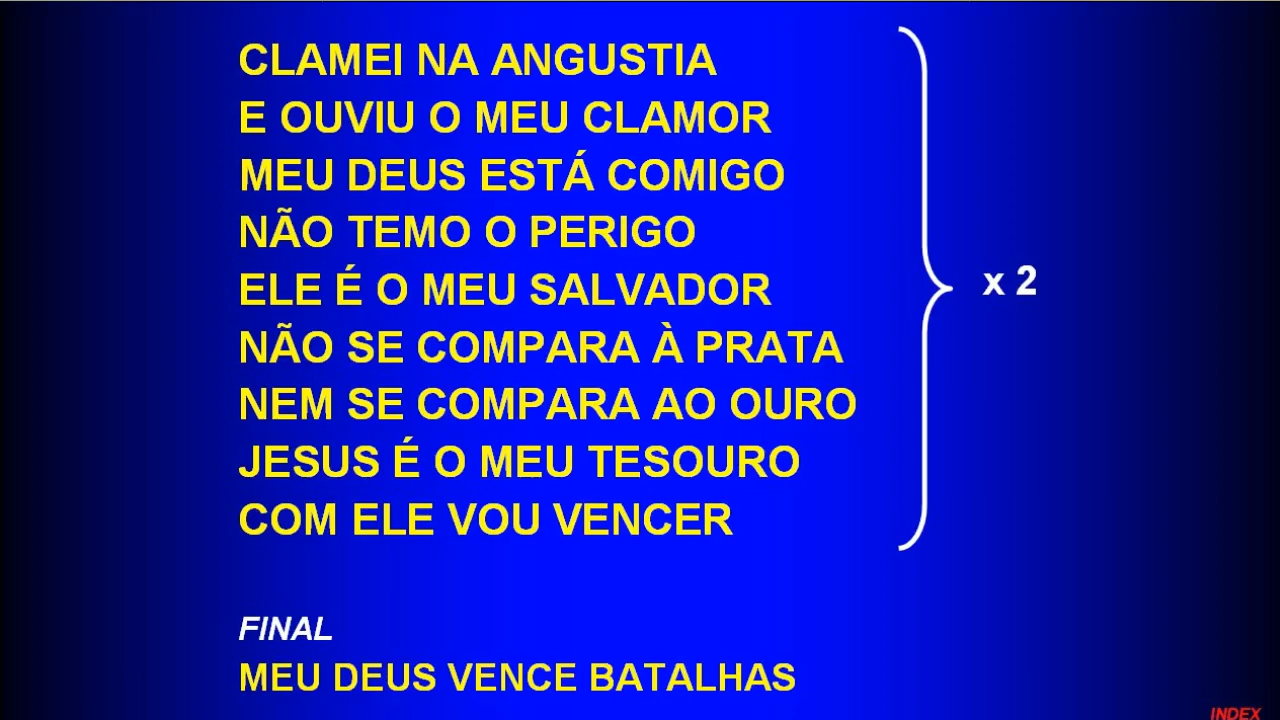 CLAMEI NA ANGUSTIA
E OUVIU O MEU CLAMOR
MEU DEUS ESTÁ COMIGO
NÃO TEMO O PERIGO
ELE É O MEU SALVADOR
NÃO SE COMPARA À PRATA
NEM SE COMPARA AO OURO
JESUS É O MEU TESOURO
COM ELE VOU VENCER
x 2
FINAL
MEU DEUS VENCE BATALHAS
INDEX